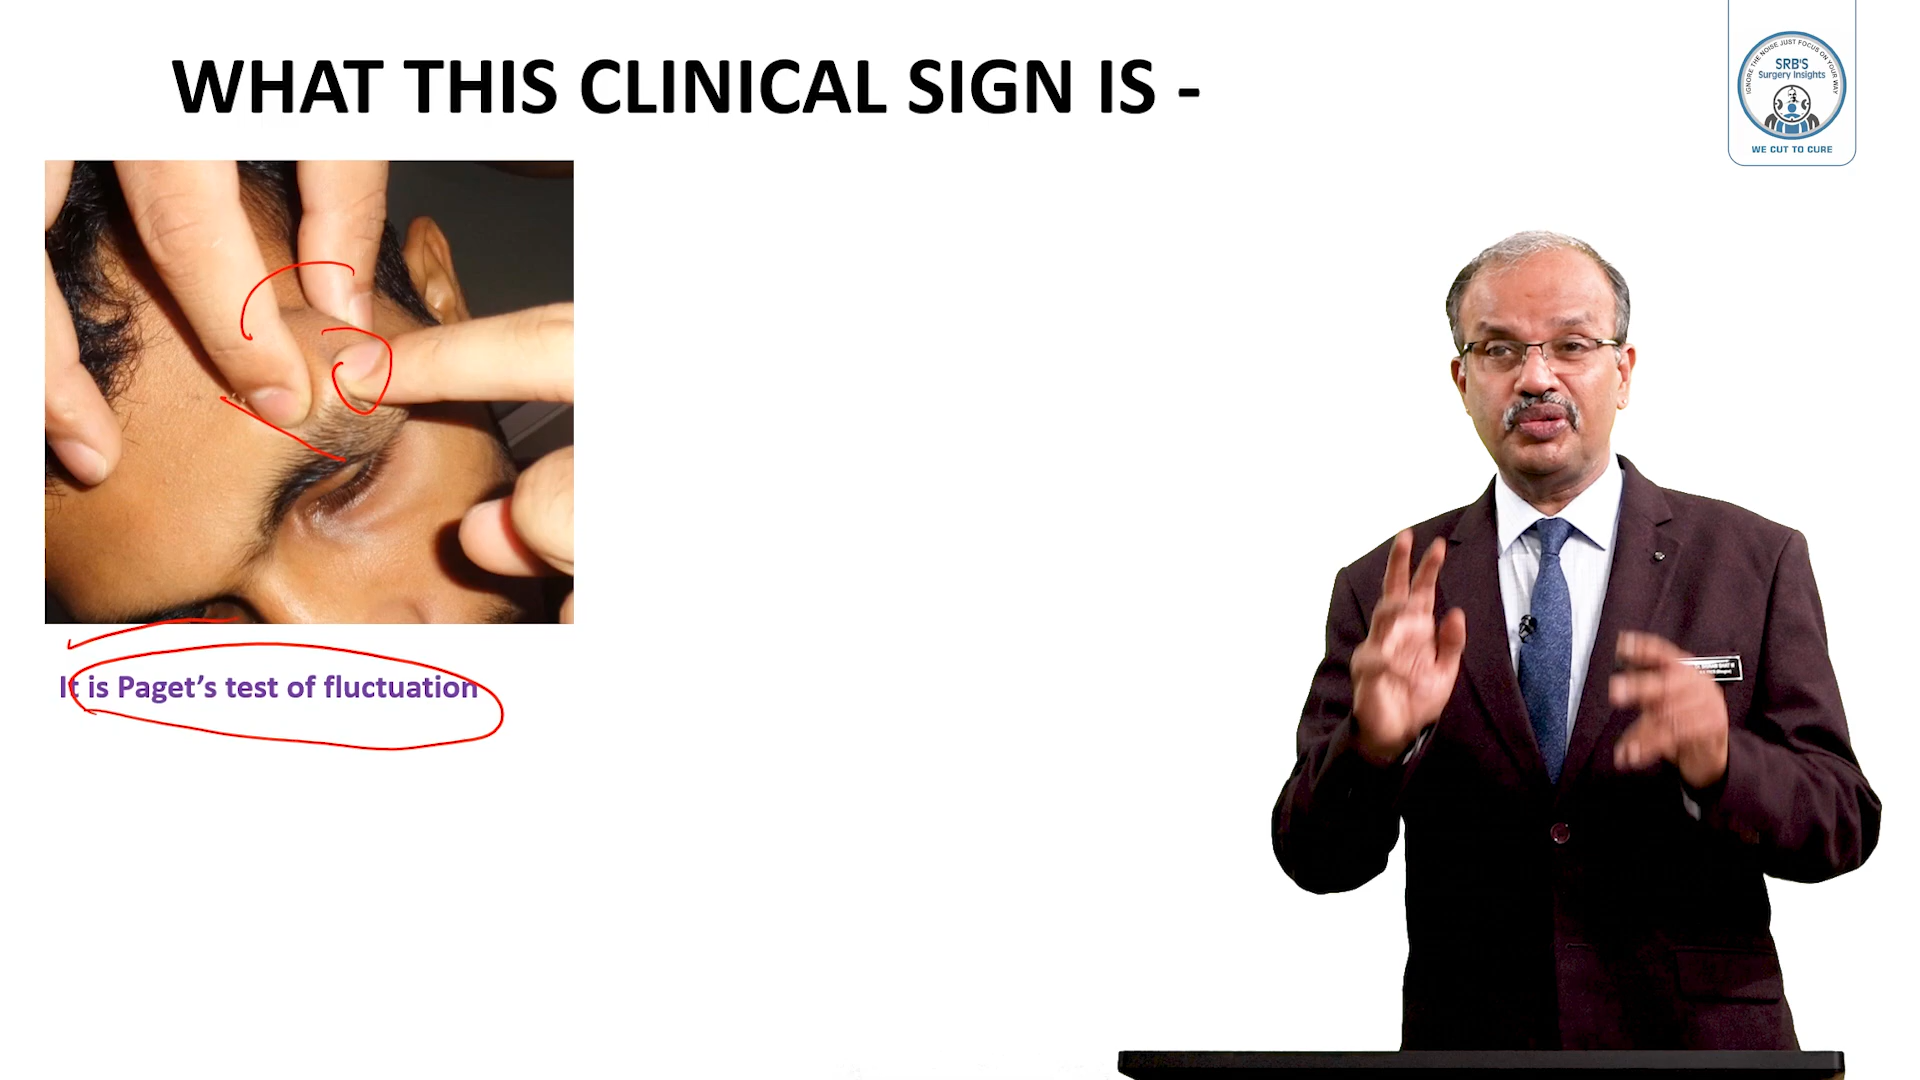 WHAT THIS CLINICAL SIGN IS -
IGNORE THE NOISE JUST FOCUS ON YOUR WAY
SRB'S
Surgery Insights
WE CUT TO CURE
It is Paget’s test of fluctuation